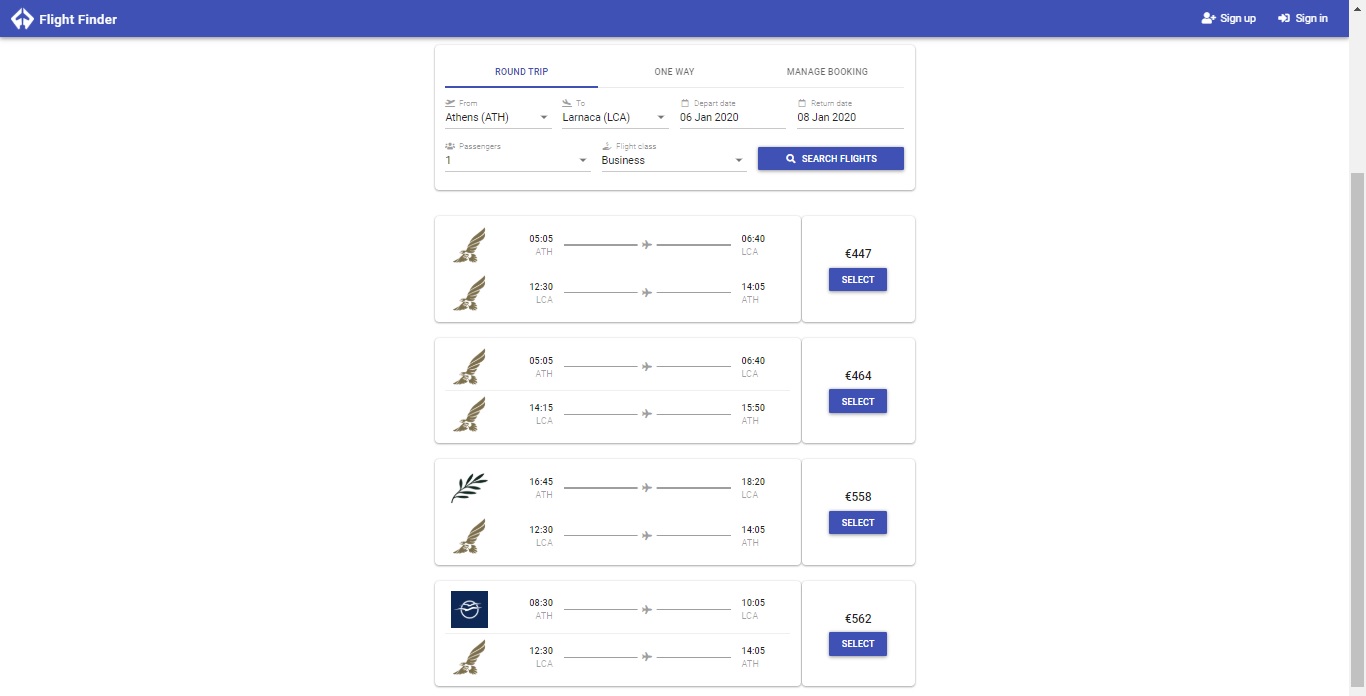 Flight Finder Sign up Sign in
ROUND TRIP ONE WAY MANAGE BOOKING
From To Depart date Return date
Athens (ATH) Larnaca (LCA) 06 Jan 2020 08 Jan 2020
Passengers Flight class
1 Business SEARCH FLIGHTS
05:05 06:40
ATH LCA
€447
SELECT
12:30 14:05
LCA ATH
05:05 06:40
ATH LCA
€464
SELECT
14:15 15:50
LCA ATH
16:45 18:20
ATH LCA
€558
SELECT
12:30 14:05
LCA ATH
08:30 10:05
ATH LCA
€562
SELECT
12:30 14:05
LCA ATH